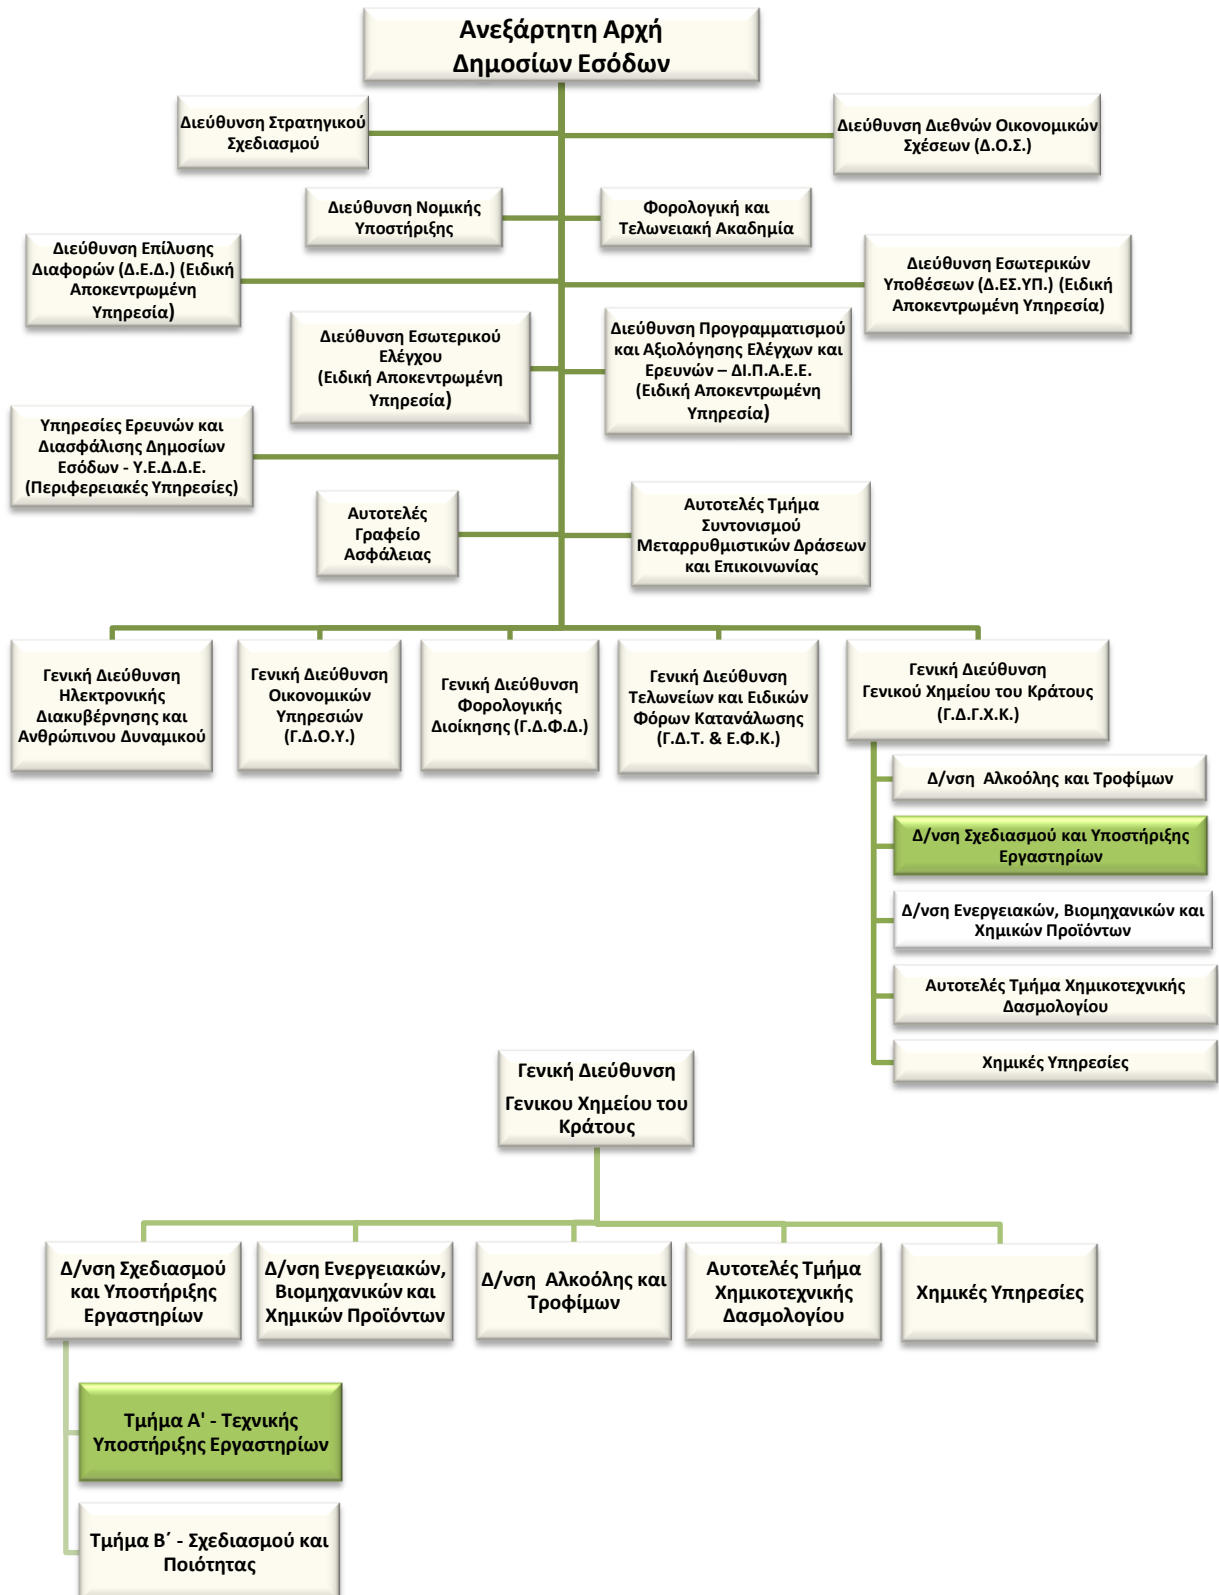 Ανεξάρτητη Αρχή
Δημοσίων Εσόδων
Διεύθυνση Στρατηγικού
Σχεδιασμού
Διεύθυνση Διεθνών Οικονομικών
Σχέσεων (Δ.Ο.Σ.)
Διεύθυνση Νομικής
Υποστήριξης
Φορολογική και
Τελωνειακή Ακαδημία
Διεύθυνση Επίλυσης
Διαφορών (Δ.Ε.Δ.) (Ειδική
Αποκεντρωμένη
Υπηρεσία)
Διεύθυνση Εσωτερικών
Υποθέσεων (Δ.ΕΣ.ΥΠ.) (Ειδική
Αποκεντρωμένη Υπηρεσία)
Διεύθυνση Εσωτερικού
Ελέγχου
(Ειδική Αποκεντρωμένη
Υπηρεσία)
Διεύθυνση Προγραμματισμού
και Αξιολόγησης Ελέγχων και
Ερευνών – ΔΙ.Π.Α.Ε.Ε.
(Ειδική Αποκεντρωμένη
Υπηρεσία)
Υπηρεσίες Ερευνών και
Διασφάλισης Δημοσίων
Εσόδων - Υ.Ε.Δ.Δ.Ε.
(Περιφερειακές Υπηρεσίες)
Αυτοτελές
Γραφείο
Ασφάλειας
Αυτοτελές Τμήμα
Συντονισμού
Μεταρρυθμιστικών Δράσεων
και Επικοινωνίας
Γενική Διεύθυνση
Ηλεκτρονικής
Διακυβέρνησης και
Ανθρώπινου Δυναμικού
Γενική Διεύθυνση
Οικονομικών
Υπηρεσιών
(Γ.Δ.Ο.Υ.)
Γενική Διεύθυνση
Φορολογικής
Διοίκησης (Γ.Δ.Φ.Δ.)
Γενική Διεύθυνση
Τελωνείων και Ειδικών
Φόρων Κατανάλωσης
(Γ.Δ.Τ. & Ε.Φ.Κ.)
Γενική Διεύθυνση
Γενικού Χημείου του Κράτους
(Γ.Δ.Γ.Χ.Κ.)
Δ/νση Αλκοόλης και Τροφίμων
Δ/νση Σχεδιασμού και Υποστήριξης
Εργαστηρίων
Δ/νση Ενεργειακών, Βιομηχανικών και
Χημικών Προϊόντων
Αυτοτελές Τμήμα Χημικοτεχνικής
Δασμολογίου
Χημικές Υπηρεσίες
Γενική Διεύθυνση
Γενικου Χημείου του
Κράτους
Δ/νση Σχεδιασμού
και Υποστήριξης
Εργαστηρίων
Δ/νση Ενεργειακών,
Βιομηχανικών και
Χημικών Προϊόντων
Δ/νση Αλκοόλης και
Τροφίμων
Αυτοτελές Τμήμα
Χημικοτεχνικής
Δασμολογίου
Χημικές Υπηρεσίες
Τμήμα Α' - Τεχνικής
Υποστήριξης Εργαστηρίων
Τμήμα Β΄ - Σχεδιασμού και
Ποιότητας